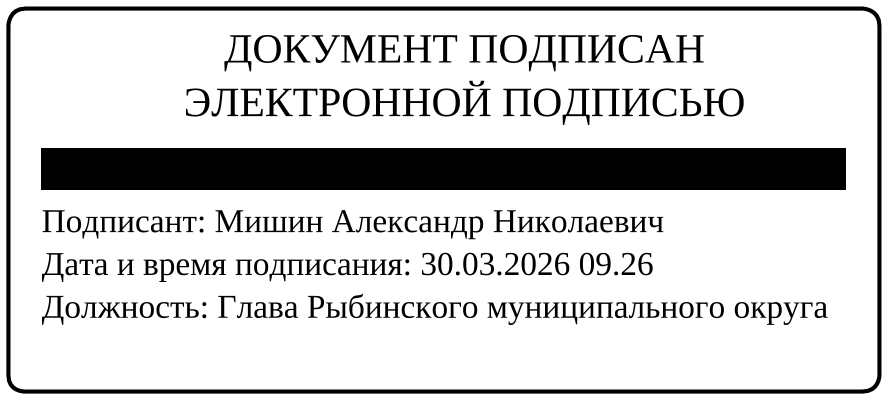 ДОКУМЕНТ ПОДПИСАН
ЭЛЕКТРОННОЙ ПОДПИСЬЮ
Подписант: Мишин Александр Николаевич
Дата и время подписания: 30.03.2026 09.26
Должность: Глава Рыбинского муниципального округа